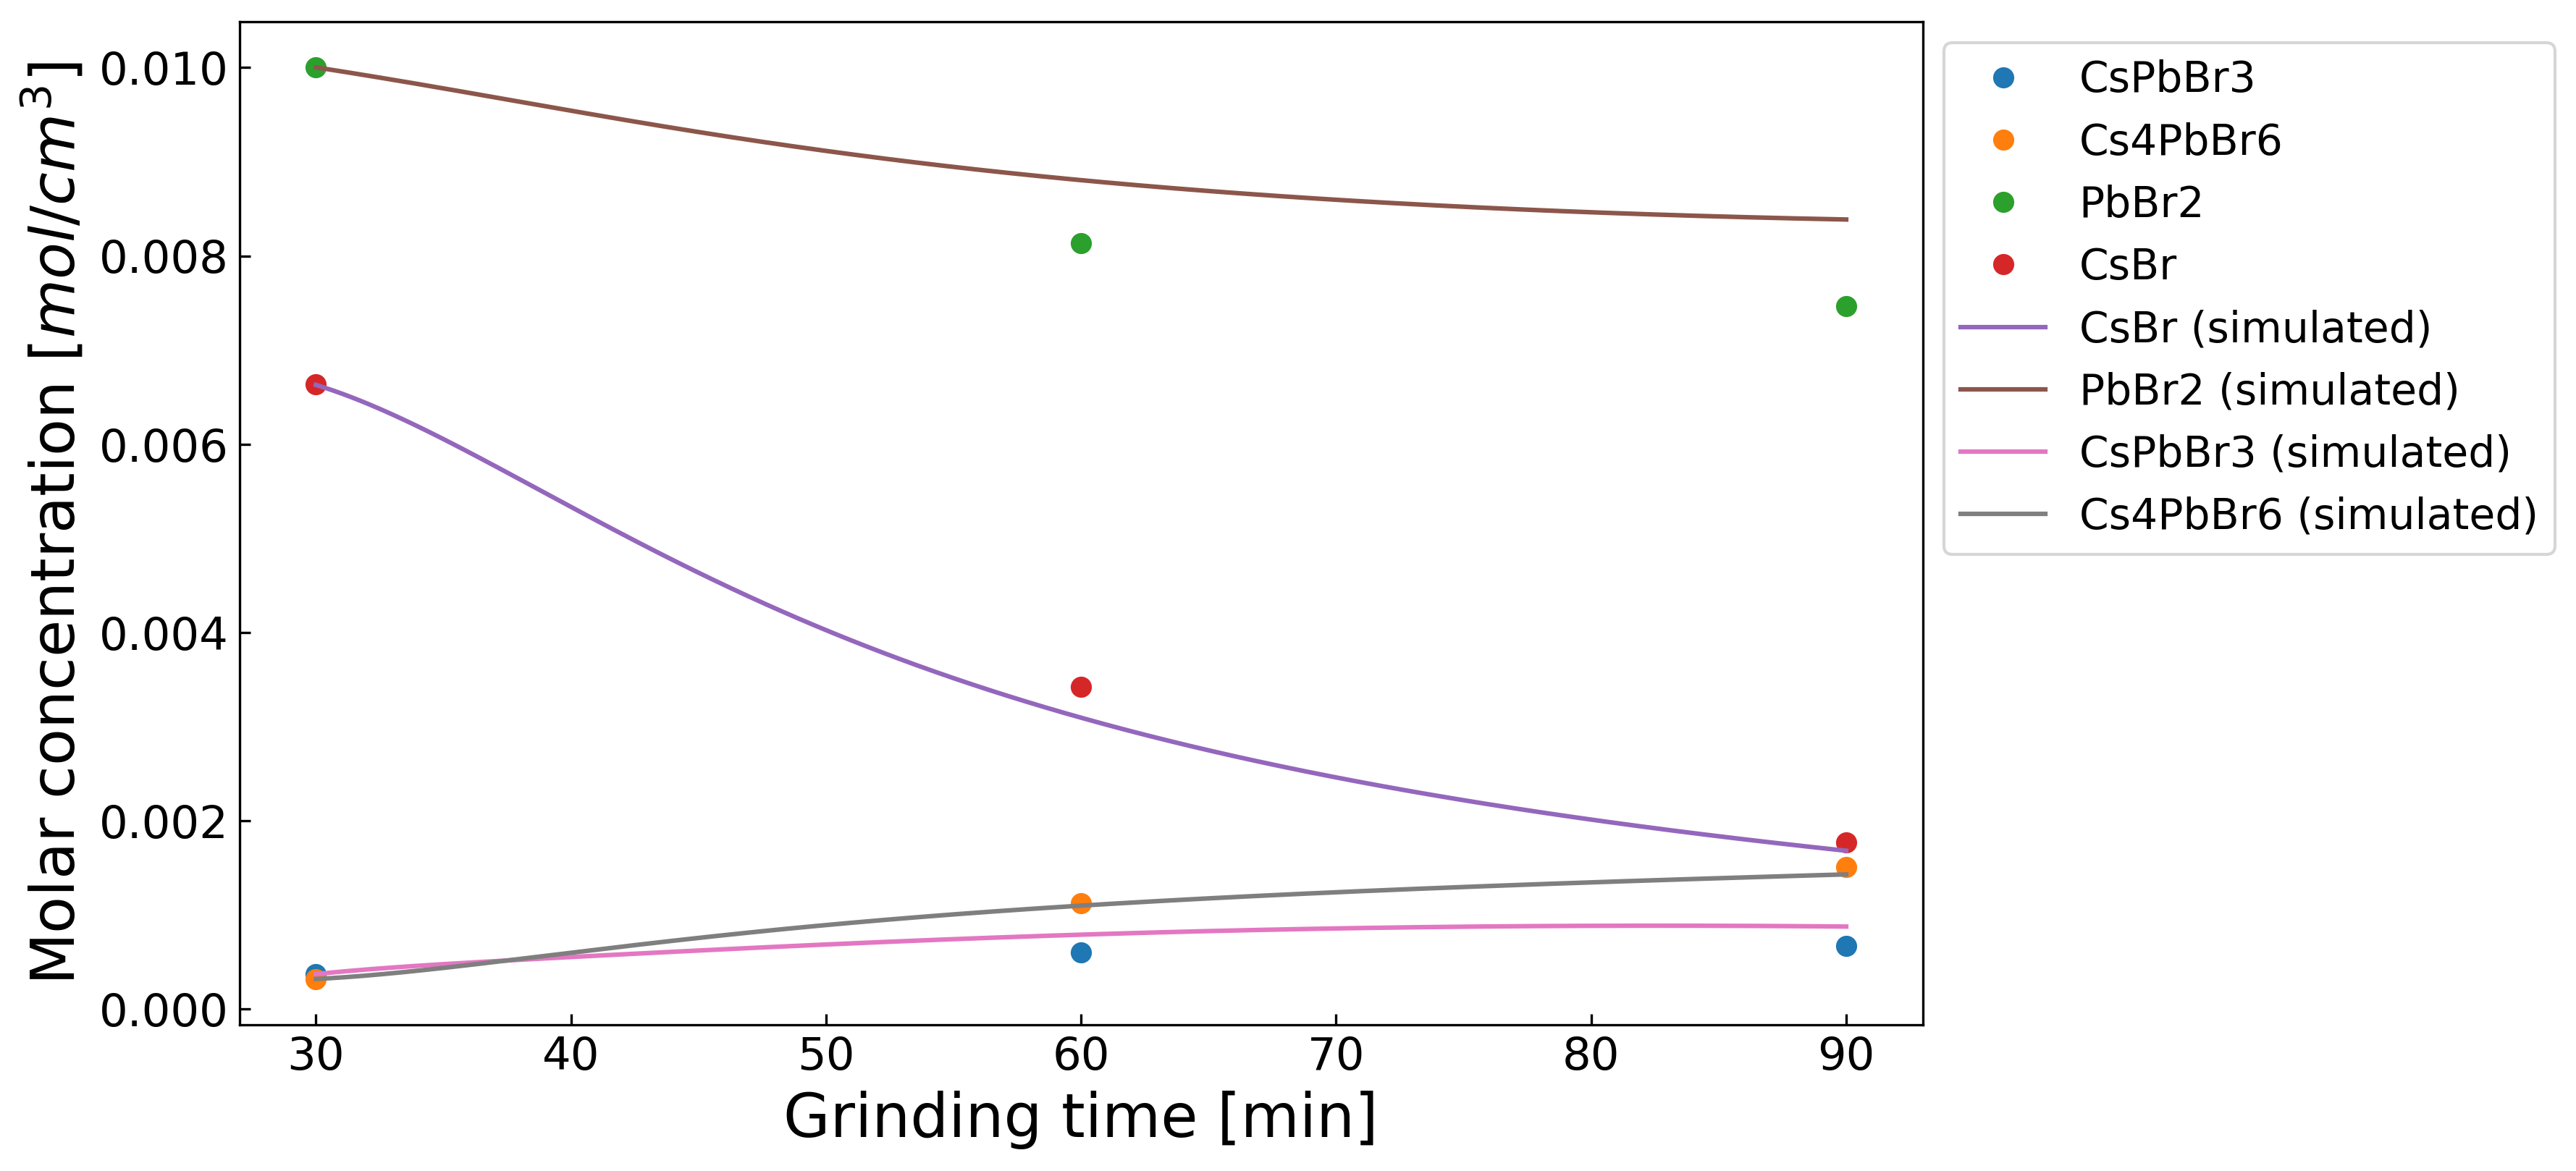 Molar concentration [mol/cm³]
0.010
0.008
0.006
0.004
0.002
0.000
30 40 50 60 70 80 90
Grinding time [min]
CsPbBr3
Cs4PbBr6
PbBr2
CsBr
CsBr (simulated)
PbBr2 (simulated)
CsPbBr3 (simulated)
Cs4PbBr6 (simulated)